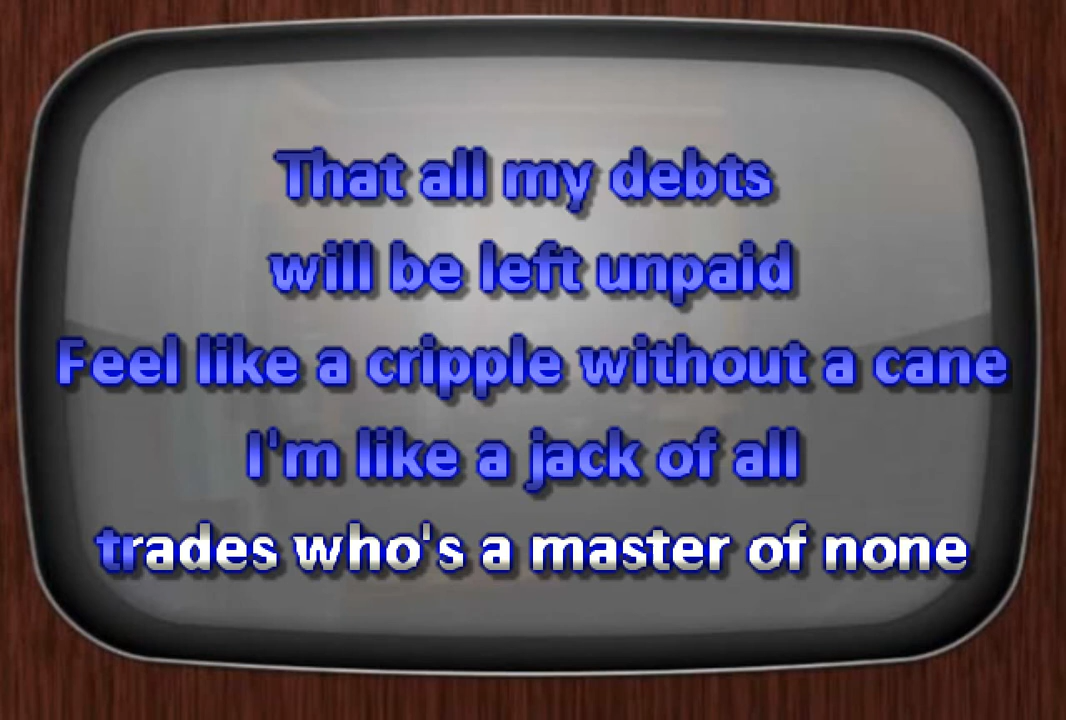 That all my debts
will be left unpaid
Feel like a cripple without a cane
I'm like a jack of all
trades who's a master of none